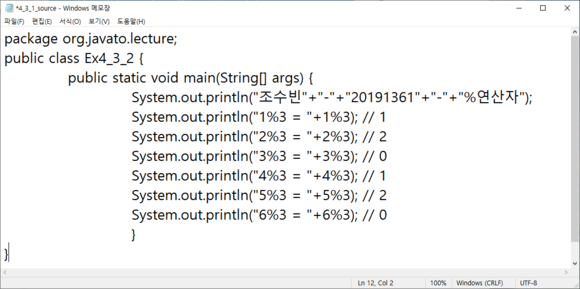 *4_3_1_source - Windows 메모장
파일(F) 편집(E) 서식(O) 보기(V) 도움말(H)
package org.javato.lecture;
public class Ex4_3_2 {
public static void main(String[] args) {
System.out.println("조수빈"+"-"+"20191361"+"-"+"%연산자");
System.out.println("1%3 = "+1%3); // 1
System.out.println("2%3 = "+2%3); // 2
System.out.println("3%3 = "+3%3); // 0
System.out.println("4%3 = "+4%3); // 1
System.out.println("5%3 = "+5%3); // 2
System.out.println("6%3 = "+6%3); // 0
}
}
Ln 12, Col 2 100% Windows (CRLF) UTF-8